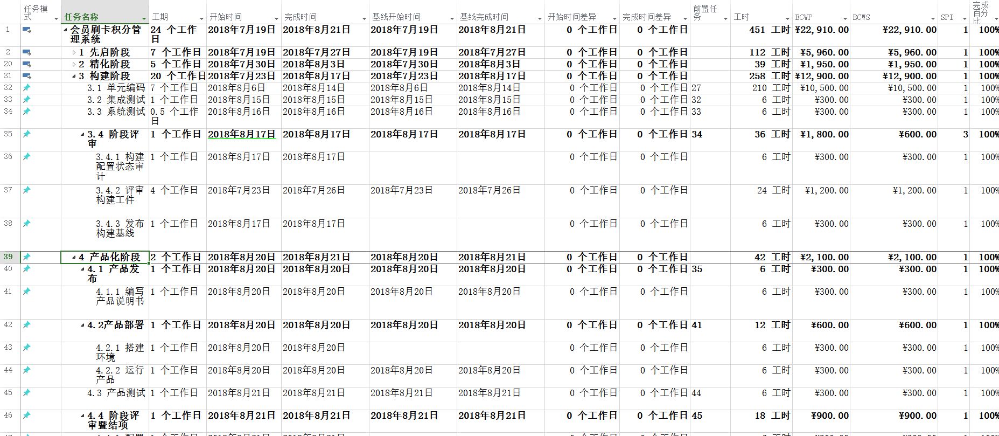 任务模式 任务名称 工期 开始时间 完成时间 基线开始时间 基线完成时间 开始时间差异 完成时间差异 前置任务 工时 BCWP BCWS SPI 完成百分比
1 会员刷卡积分管理系统 24 个工作日 2018年7月19日 2018年8月21日 2018年7月19日 2018年8月21日 0 个工作日 0 个工作日 451 工时 ¥22,910.00 ¥22,910.00 1 100%
2 1 先启阶段 7 个工作日 2018年7月19日 2018年7月27日 2018年7月19日 2018年7月27日 0 个工作日 0 个工作日 112 工时 ¥5,960.00 ¥5,960.00 1 100%
20 2 精化阶段 5 个工作日 2018年7月30日 2018年8月3日 2018年7月30日 2018年8月3日 0 个工作日 0 个工作日 39 工时 ¥1,950.00 ¥1,950.00 1 100%
31 3 构建阶段 20 个工作日 2018年7月23日 2018年8月17日 2018年7月23日 2018年8月17日 0 个工作日 0 个工作日 258 工时 ¥12,900.00 ¥12,900.00 1 100%
32 3.1 单元编码 7 个工作日 2018年8月6日 2018年8月14日 2018年8月6日 2018年8月14日 0 个工作日 0 个工作日 27 210 工时 ¥10,500.00 ¥10,500.00 1 100%
33 3.2 集成测试 1 个工作日 2018年8月15日 2018年8月15日 2018年8月15日 2018年8月15日 0 个工作日 0 个工作日 32 6 工时 ¥300.00 ¥300.00 1 100%
34 3.3 系统测试 0.5 个工作日 2018年8月16日 2018年8月16日 2018年8月16日 2018年8月16日 0 个工作日 0 个工作日 33 6 工时 ¥300.00 ¥300.00 1 100%
35 3.4 阶段评审 1 个工作日 2018年8月17日 2018年8月17日 2018年8月17日 2018年8月17日 0 个工作日 0 个工作日 34 36 工时 ¥1,800.00 ¥600.00 3 100%
36 3.4.1 构建配置状态审计 1 个工作日 2018年8月17日 2018年8月17日 0 个工作日 0 个工作日 6 工时 ¥300.00 ¥300.00 1 100%
37 3.4.2 评审构建工件 4 个工作日 2018年7月23日 2018年7月26日 2018年7月23日 2018年7月26日 0 个工作日 0 个工作日 24 工时 ¥1,200.00 ¥1,200.00 1 100%
38 3.4.3 发布构建基线 1 个工作日 2018年8月17日 2018年8月17日 0 个工作日 0 个工作日 6 工时 ¥300.00 ¥300.00 1 100%
39 4 产品化阶段 2 个工作日 2018年8月20日 2018年8月21日 2018年8月20日 2018年8月21日 0 个工作日 0 个工作日 42 工时 ¥2,100.00 ¥2,100.00 1 100%
40 4.1 产品发布 1 个工作日 2018年8月20日 2018年8月20日 2018年8月20日 2018年8月20日 0 个工作日 0 个工作日 35 6 工时 ¥300.00 ¥300.00 1 100%
41 4.1.1 编写产品说明书 1 个工作日 2018年8月20日 2018年8月20日 2018年8月20日 2018年8月20日 0 个工作日 0 个工作日 6 工时 ¥300.00 ¥300.00 1 100%
42 4.2产品部署 1 个工作日 2018年8月20日 2018年8月20日 2018年8月20日 2018年8月20日 0 个工作日 0 个工作日 41 12 工时 ¥600.00 ¥600.00 1 100%
43 4.2.1 搭建环境 1 个工作日 2018年8月20日 2018年8月20日 0 个工作日 0 个工作日 6 工时 ¥300.00 ¥300.00 1 100%
44 4.2.2 运行产品 1 个工作日 2018年8月20日 2018年8月20日 2018年8月20日 2018年8月20日 0 个工作日 0 个工作日 6 工时 ¥300.00 ¥300.00 1 100%
45 4.3 产品测试 1 个工作日 2018年8月21日 2018年8月21日 2018年8月21日 2018年8月21日 0 个工作日 0 个工作日 44 6 工时 ¥300.00 ¥300.00 1 100%
46 4.4 阶段评审暨结项 1 个工作日 2018年8月21日 2018年8月21日 2018年8月21日 2018年8月21日 0 个工作日 0 个工作日 45 18 工时 ¥900.00 ¥900.00 1 100%